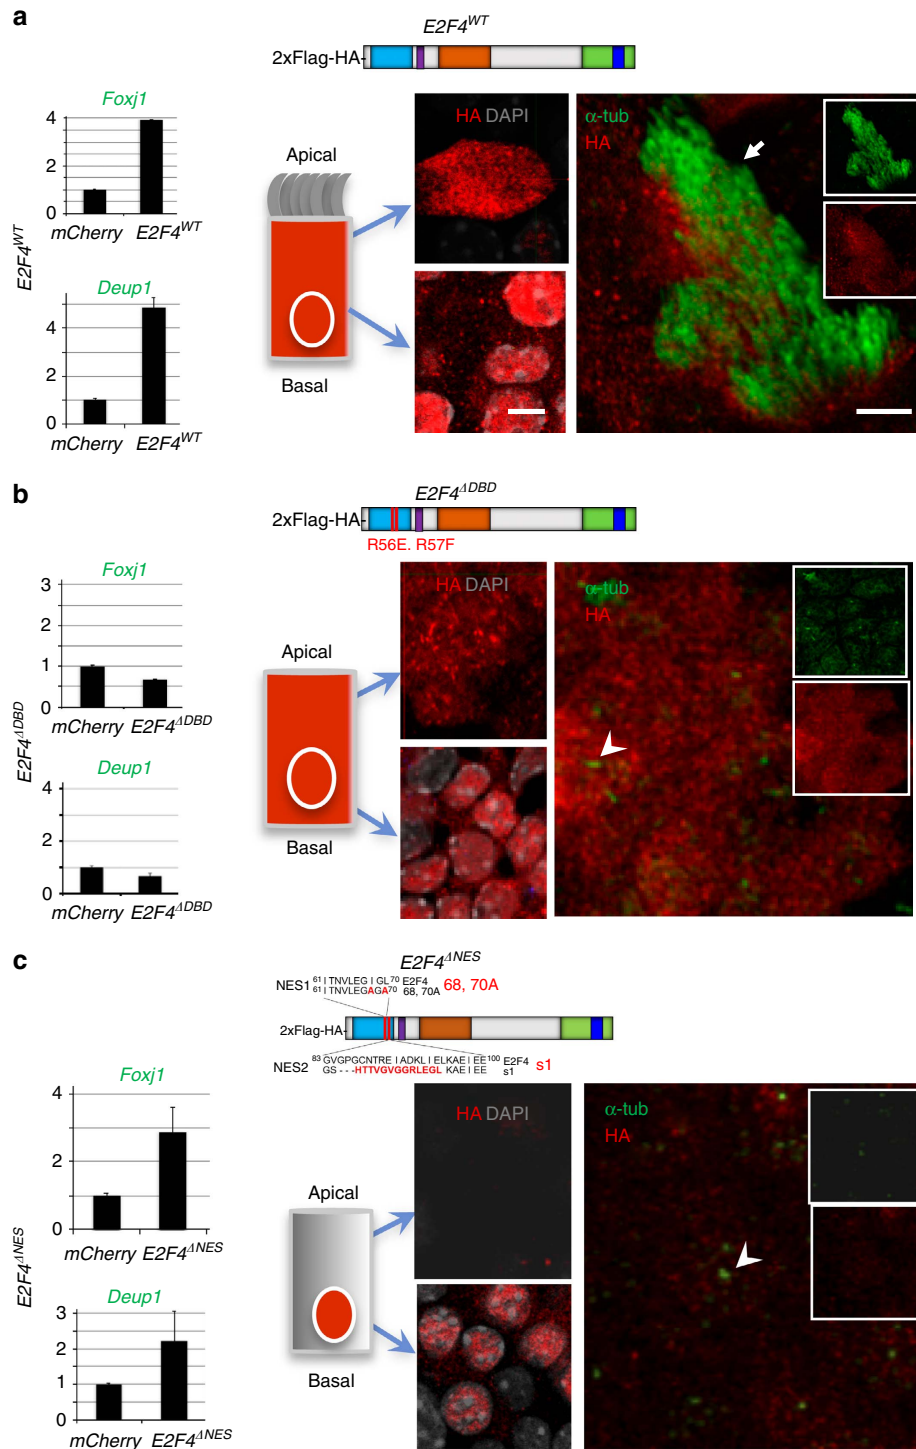 a
E2F4^WT
2xFlag-HA-
E2F4^WT
Foxj1
4
2
0
mCherry E2F4^WT
Deup1
4
2
0
mCherry E2F4^WT
Apical
Basal
HA DAPI
α-tub
HA
b
E2F4^ΔDBD
2xFlag-HA-
R56E. R57F
E2F4^ΔDBD
Foxj1
3
2
1
0
mCherry E2F4^ΔDBD
Deup1
4
2
0
mCherry E2F4^ΔDBD
Apical
Basal
HA DAPI
α-tub
HA
c
E2F4^ΔNES
NES1 61 I TNVLEG I GL 70 E2F4
61 I TNVLEGAGA 70 68, 70A
68, 70A
2xFlag-HA-
NES2 83 GVGPGCNTRE I ADKL I ELKAE I EE 100 E2F4
GS - - - HTTVGVGGRLEGL KAE I EE s1
s1
E2F4^ΔNES
Foxj1
4
2
0
mCherry E2F4^ΔNES
Deup1
3
2
1
0
mCherry E2F4^ΔNES
Apical
Basal
HA DAPI
α-tub
HA